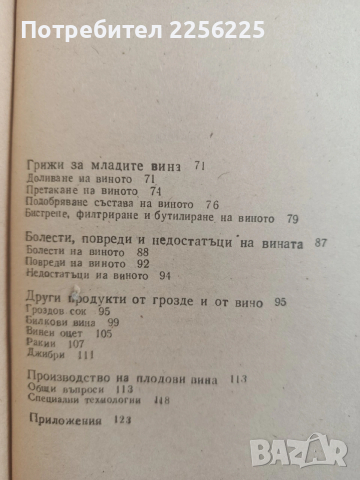 Потребител 2256225
Грижи за младите винз 71
Доливане на виното 71
Претакане на виното 74
Подобряване състава на виното 76
Бистрене, филтриране и бутилиране на виното 79
Болести, повреди и недостатъци на вината 87
Болести на виното 88
Повреди на виното 92
Недостатъци на виното 94
Други продукти от грозде и от вино 95
Гроздов сок 95
Билкови вина 99
Винен оцет 105
Ракии 107
Джибри 111
Производство на плодови вина 113
Общи въпроси 113
Специални технологии 118
Приложения 123
BAZAR